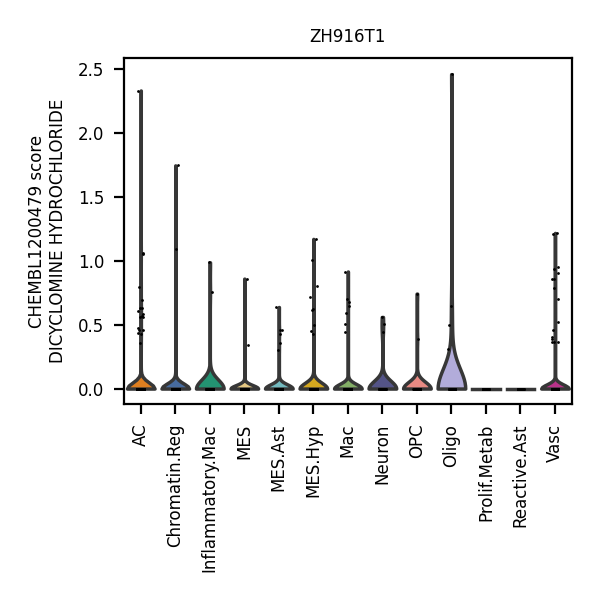 ZH916T1
CHEMBL1200479 score
DICYCLOMINE HYDROCHLORIDE
2.5
2.0
1.5
1.0
0.5
0.0
AC
Chromatin.Reg
Inflammatory.Mac
MES
MES.Ast
MES.Hyp
Mac
Neuron
OPC
Oligo
Prolif.Metab
Reactive.Ast
Vasc